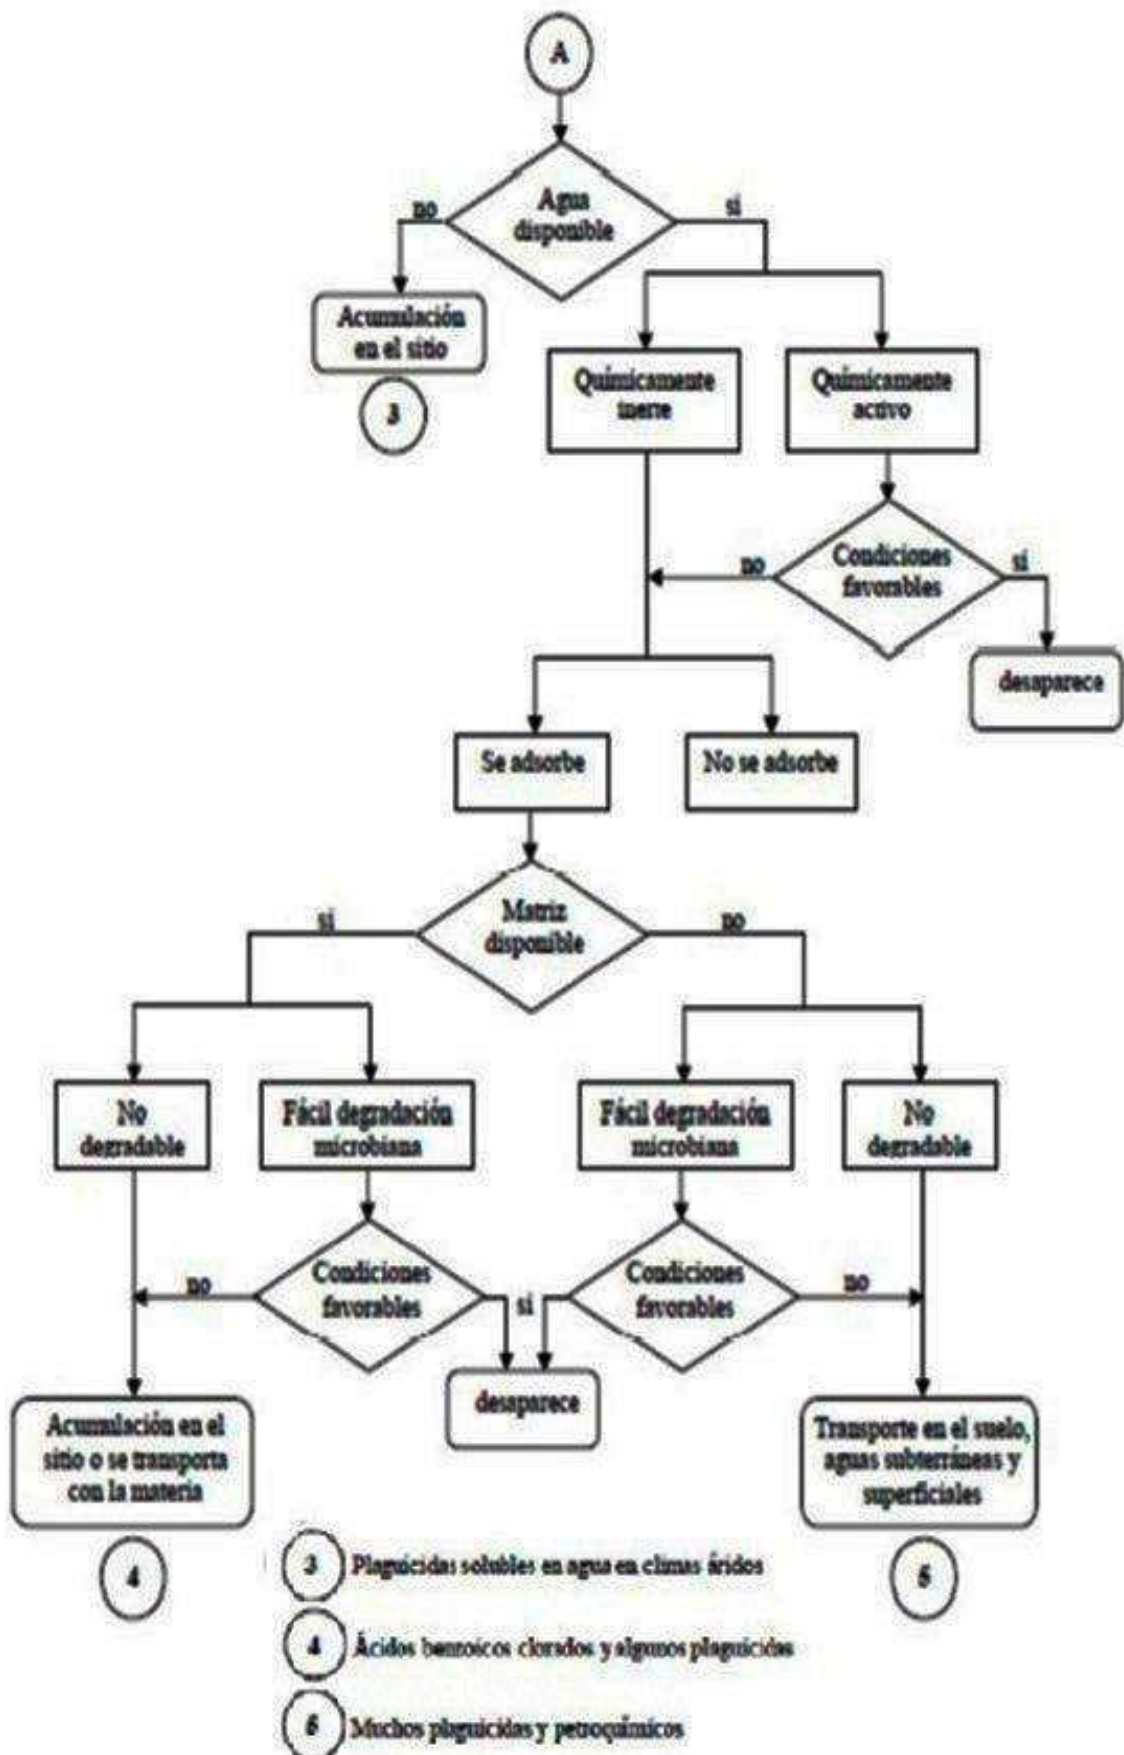 A
Agua
disponible
no
si
Acumulación
en el sitio
3
Químicamente
inerte
Químicamente
activo
Condiciones
favorables
no
si
desaparece
Se adsorbe
No se adsorbe
Matriz
disponible
si
no
No
degradable
Fácil degradación
microbiana
Fácil degradación
microbiana
No
degradable
Condiciones
favorables
no
si
Condiciones
favorables
no
desaparece
Acumulación en el
sitio o se transporta
con la materia
Transporte en el suelo,
aguas subterráneas y
superficiales
4
3 Plaguicidas solubles en agua en climas áridos
4 Ácidos benzoicos clorados y algunos plaguicidas
Muchos plaguicidas y petroquímicos